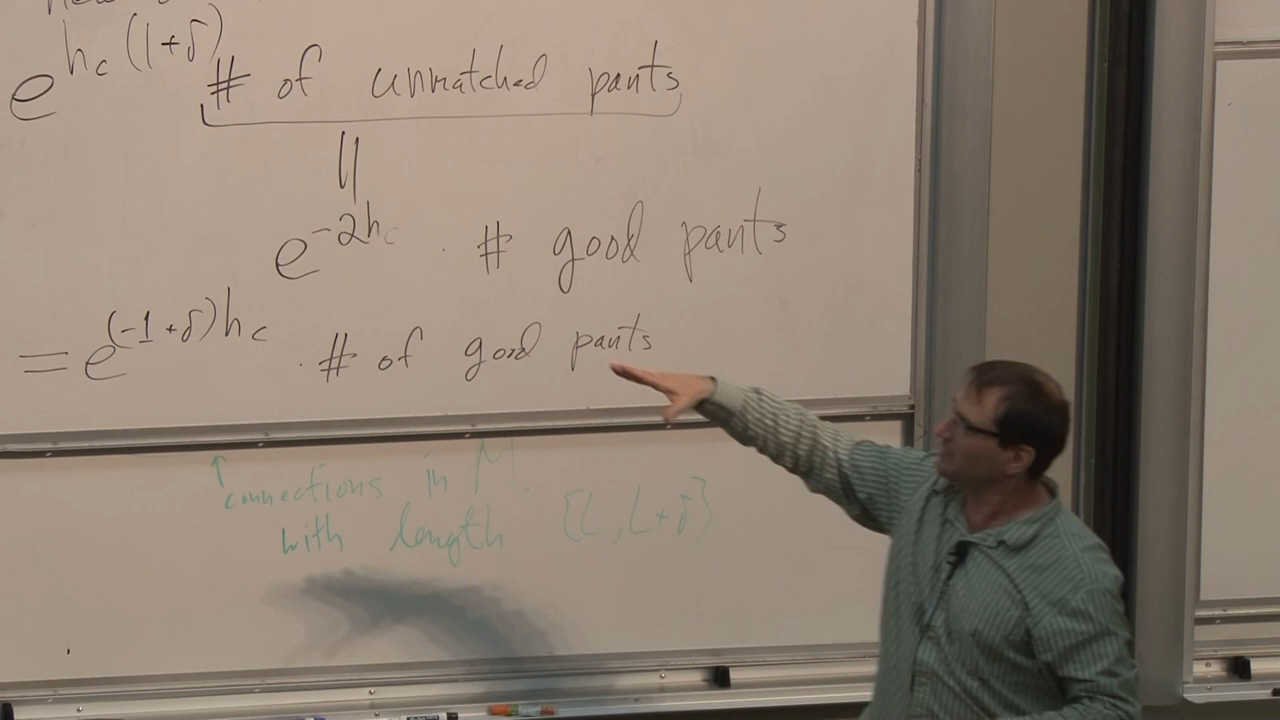 e^{h_c(1+δ)} # of unmatched pants
||
e^{-2h_c} · # good pants
= e^{(-1+δ)h_c} · # of good pants
↑ connections in
with length [L, L+δ]